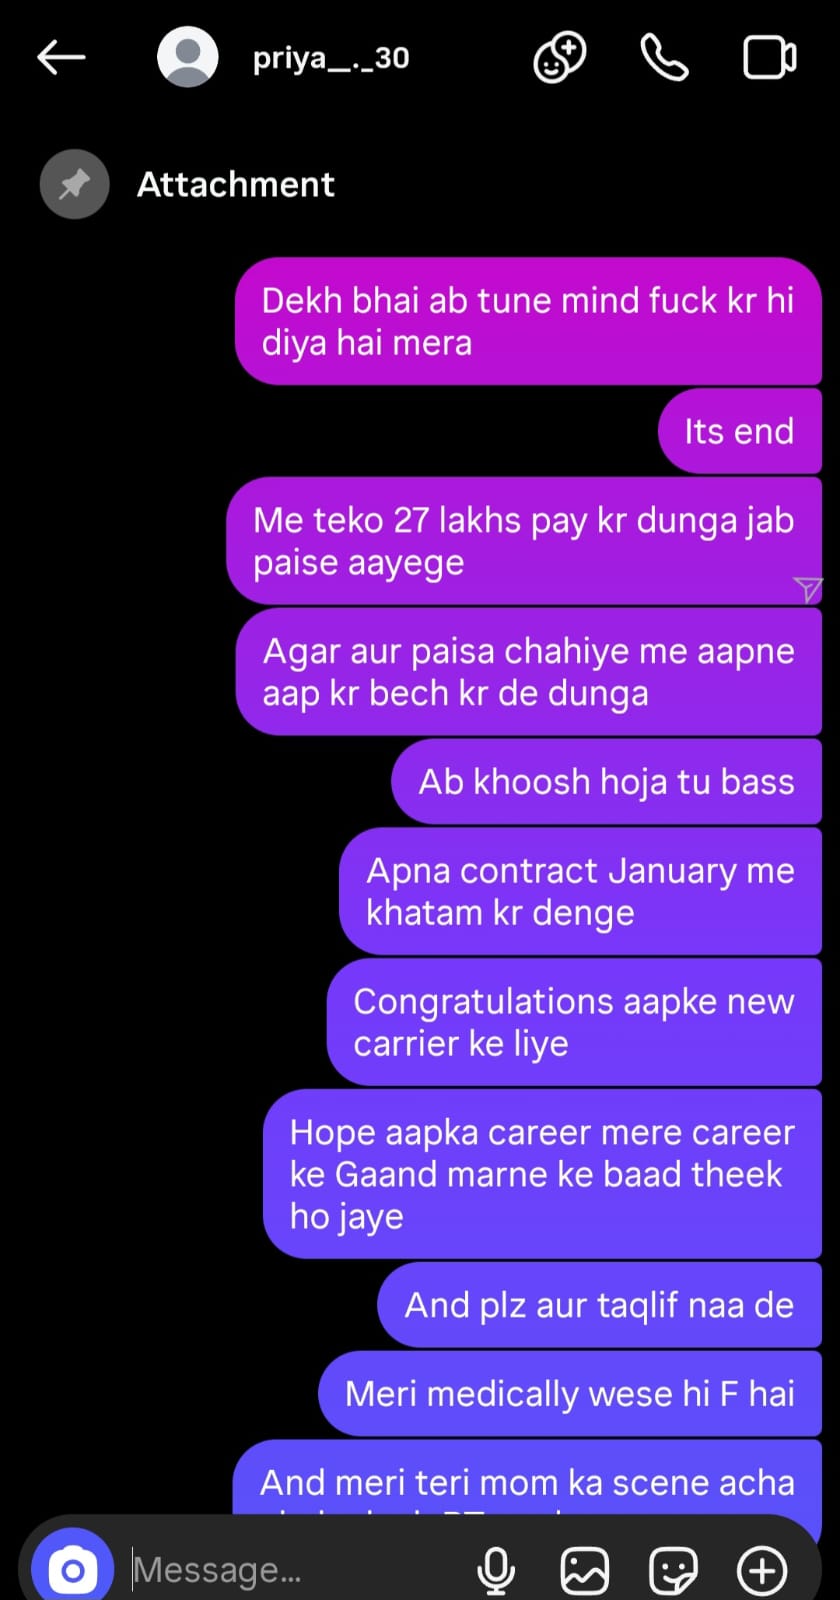 priya__._30
Attachment
Dekh bhai ab tune mind fuck kr hi
diya hai mera
Its end
Me teko 27 lakhs pay kr dunga jab
paise aayege
Agar aur paisa chahiye me aapne
aap kr bech kr de dunga
Ab khoosh hoja tu bass
Apna contract January me
khatam kr denge
Congratulations aapke new
carrier ke liye
Hope aapka career mere career
ke Gaand marne ke baad theek
ho jaye
And plz aur taqlif naa de
Meri medically wese hi F hai
And meri teri mom ka scene acha
Message...